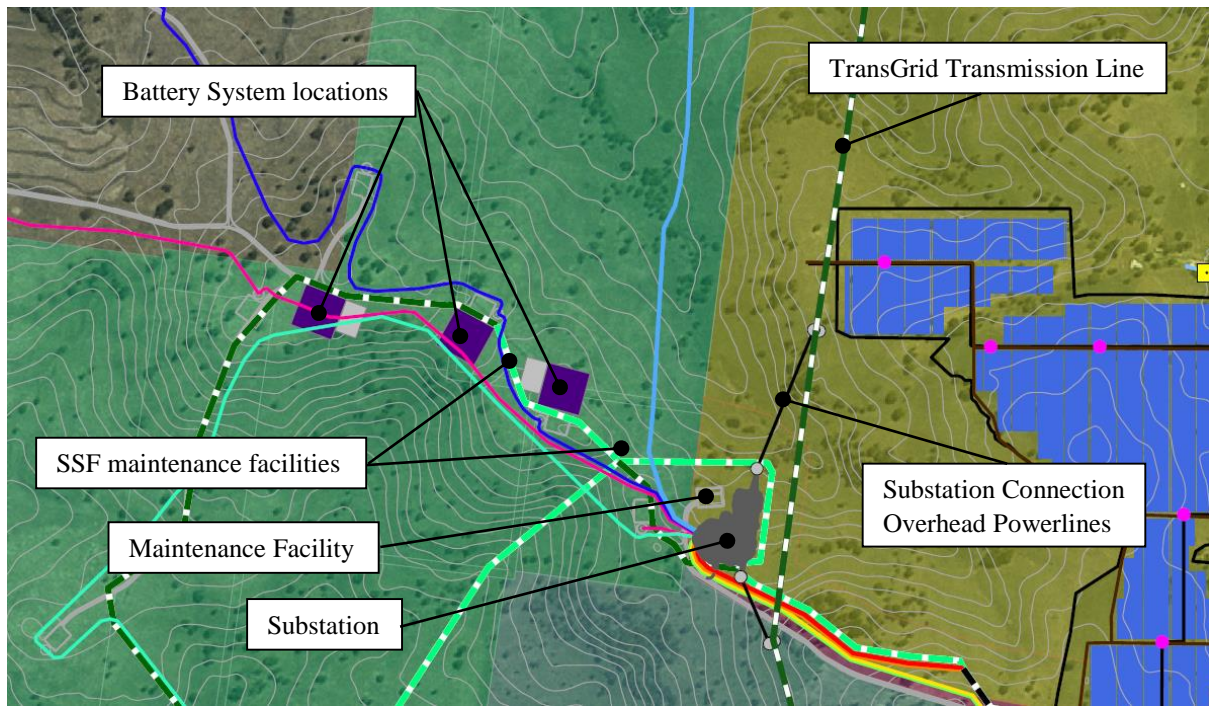 Battery System locations
TransGrid Transmission Line
SSF maintenance facilities
Substation Connection
Overhead Powerlines
Maintenance Facility
Substation